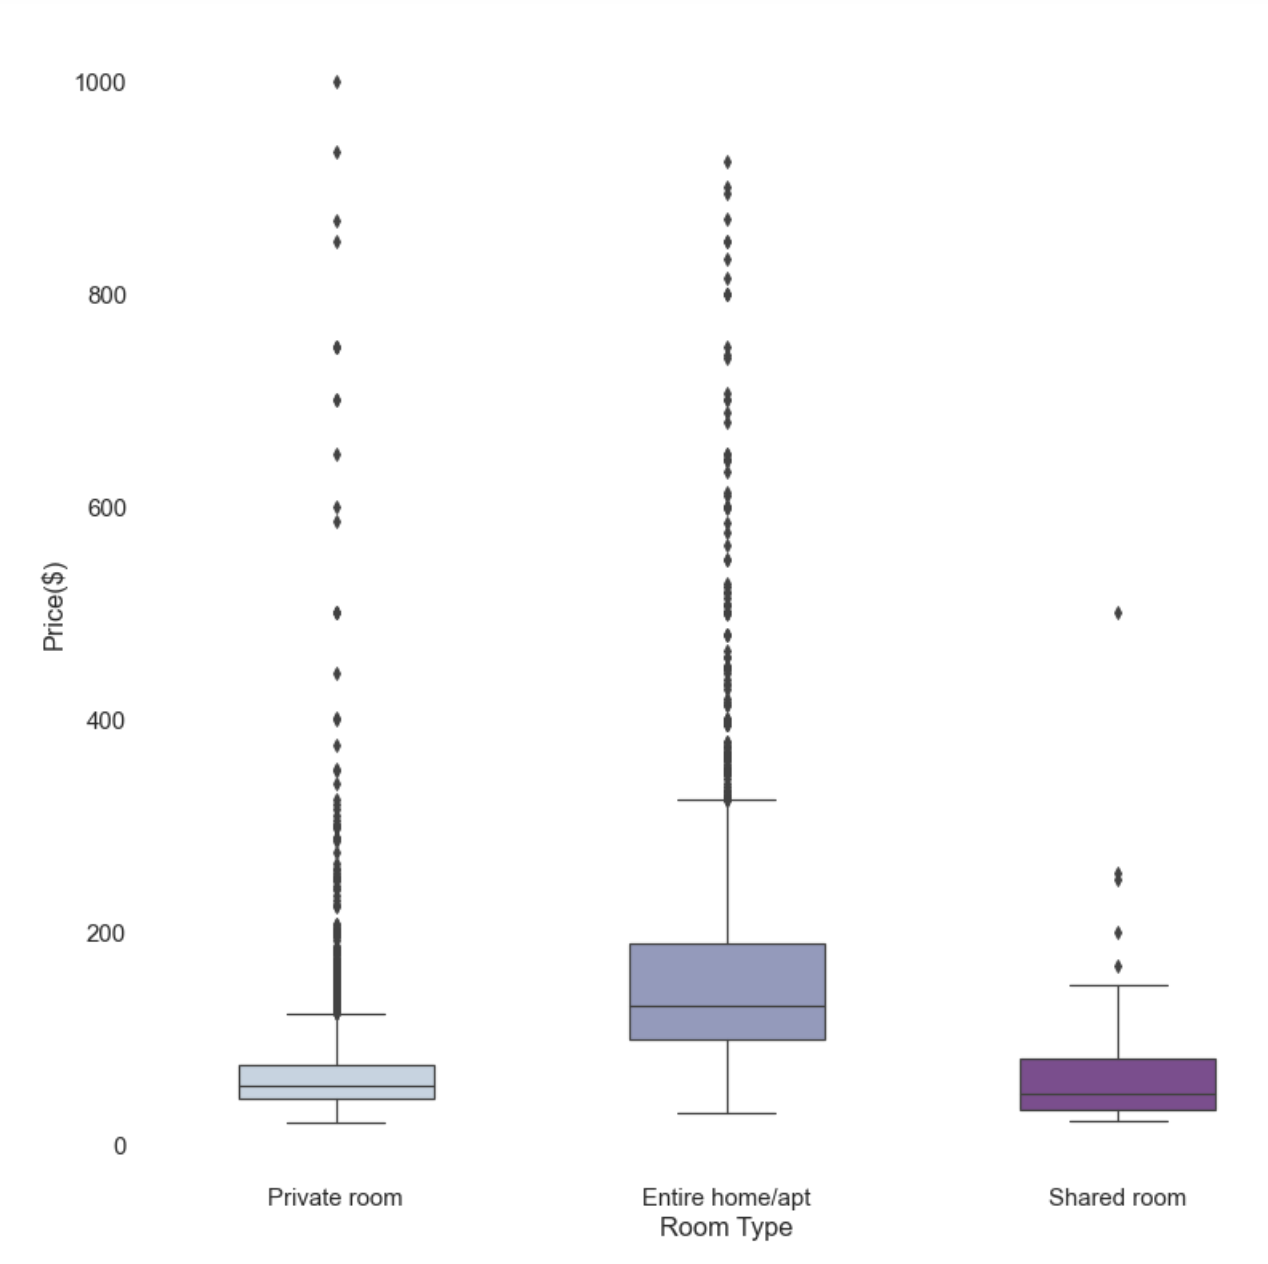 1000
800
600
400
200
0
Price($)
Private room
Entire home/apt
Shared room
Room Type